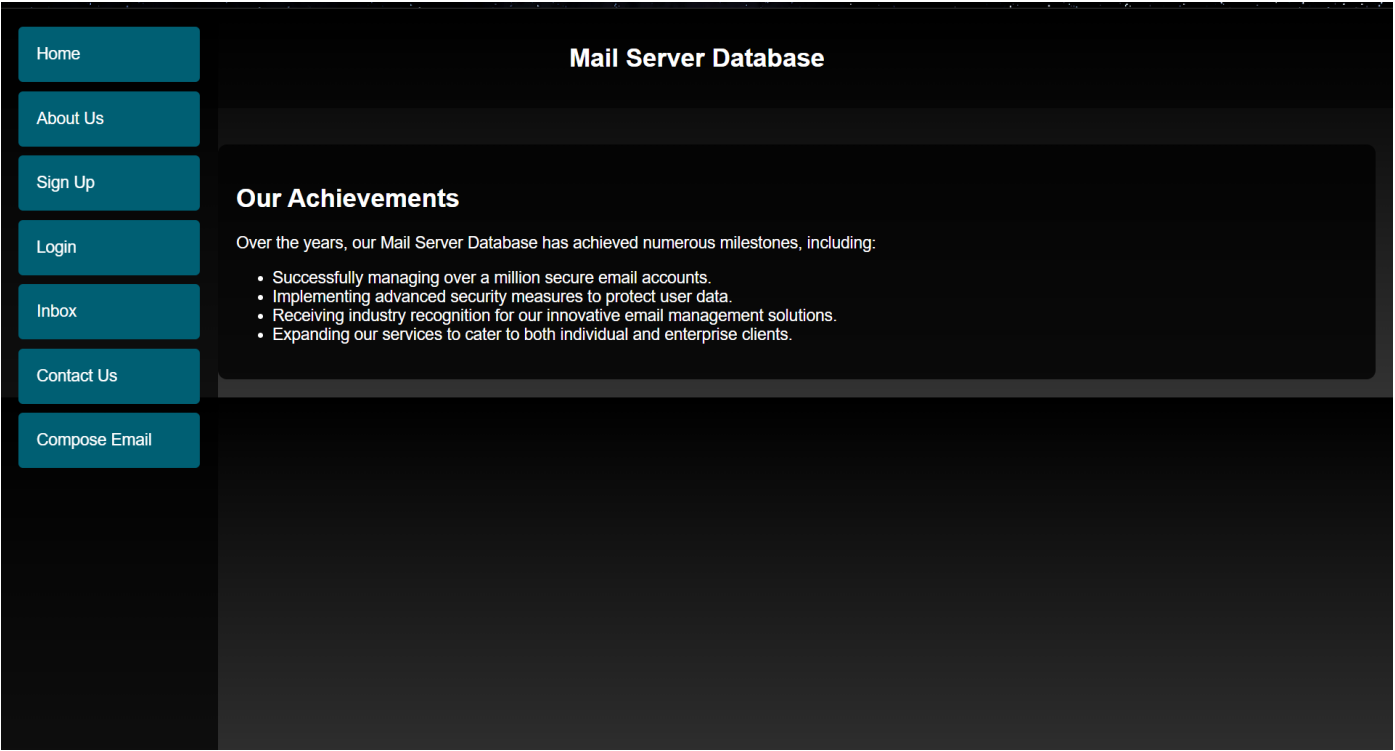 Home
Mail Server Database
About Us
Sign Up
Login
Inbox
Contact Us
Compose Email
Our Achievements
Over the years, our Mail Server Database has achieved numerous milestones, including:
• Successfully managing over a million secure email accounts.
• Implementing advanced security measures to protect user data.
• Receiving industry recognition for our innovative email management solutions.
• Expanding our services to cater to both individual and enterprise clients.